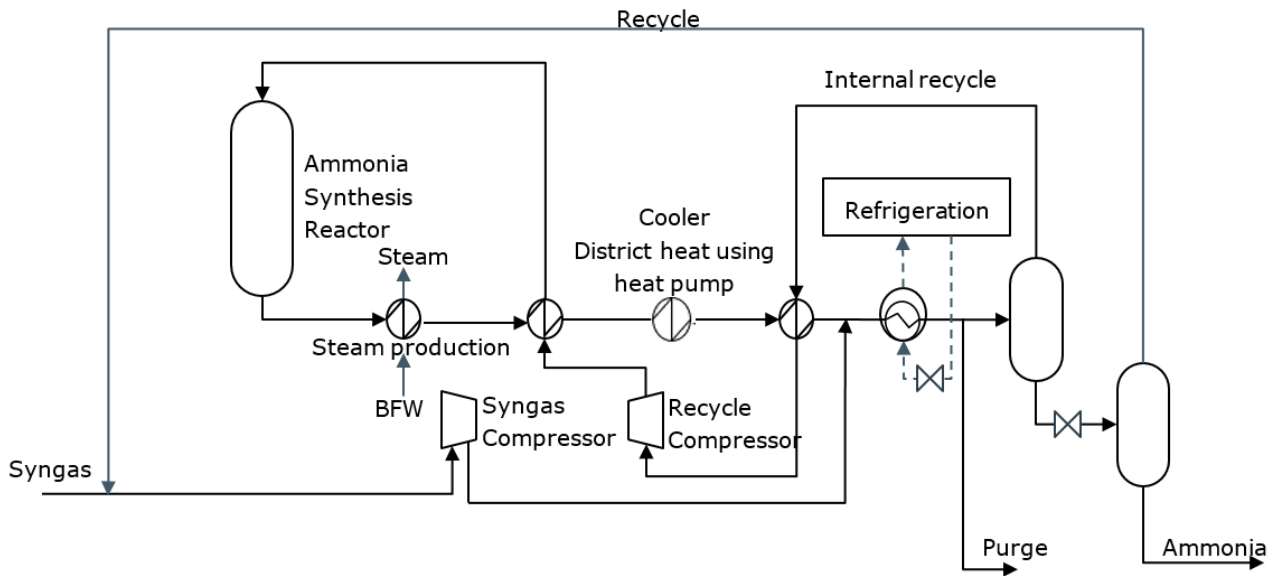 Recycle
Internal recycle
Ammonia
Synthesis
Reactor
Refrigeration
Cooler
District heat using
heat pump
Steam
Steam production
BFW
Syngas
Compressor
Recycle
Compressor
Syngas
Purge
Ammonia